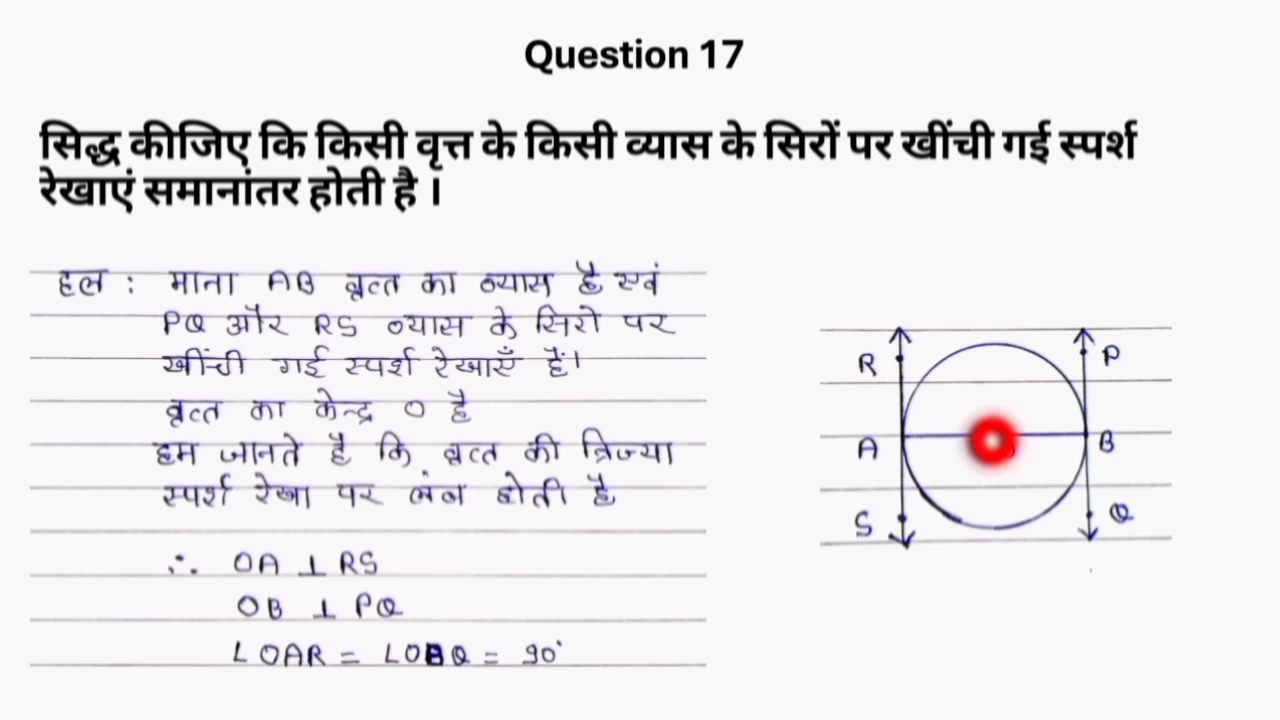 Question 17
सिद्ध कीजिए कि किसी वृत्त के किसी व्यास के सिरों पर खींची गई स्पर्श
रेखाएं समानांतर होती है ।
हल : माना AB वृत्त का व्यास है एवं
PQ और RS व्यास के सिरो पर
खींची गई स्पर्श रेखाएँ हैं।
वृत्त का केन्द्र O है
हम जानते है कि वृत्त की त्रिज्या
स्पर्श रेखा पर लंब होती है
∴ OA ⊥ RS
OB ⊥ PQ
∠OAR = ∠OBQ = 90°
R P
A B
S Q